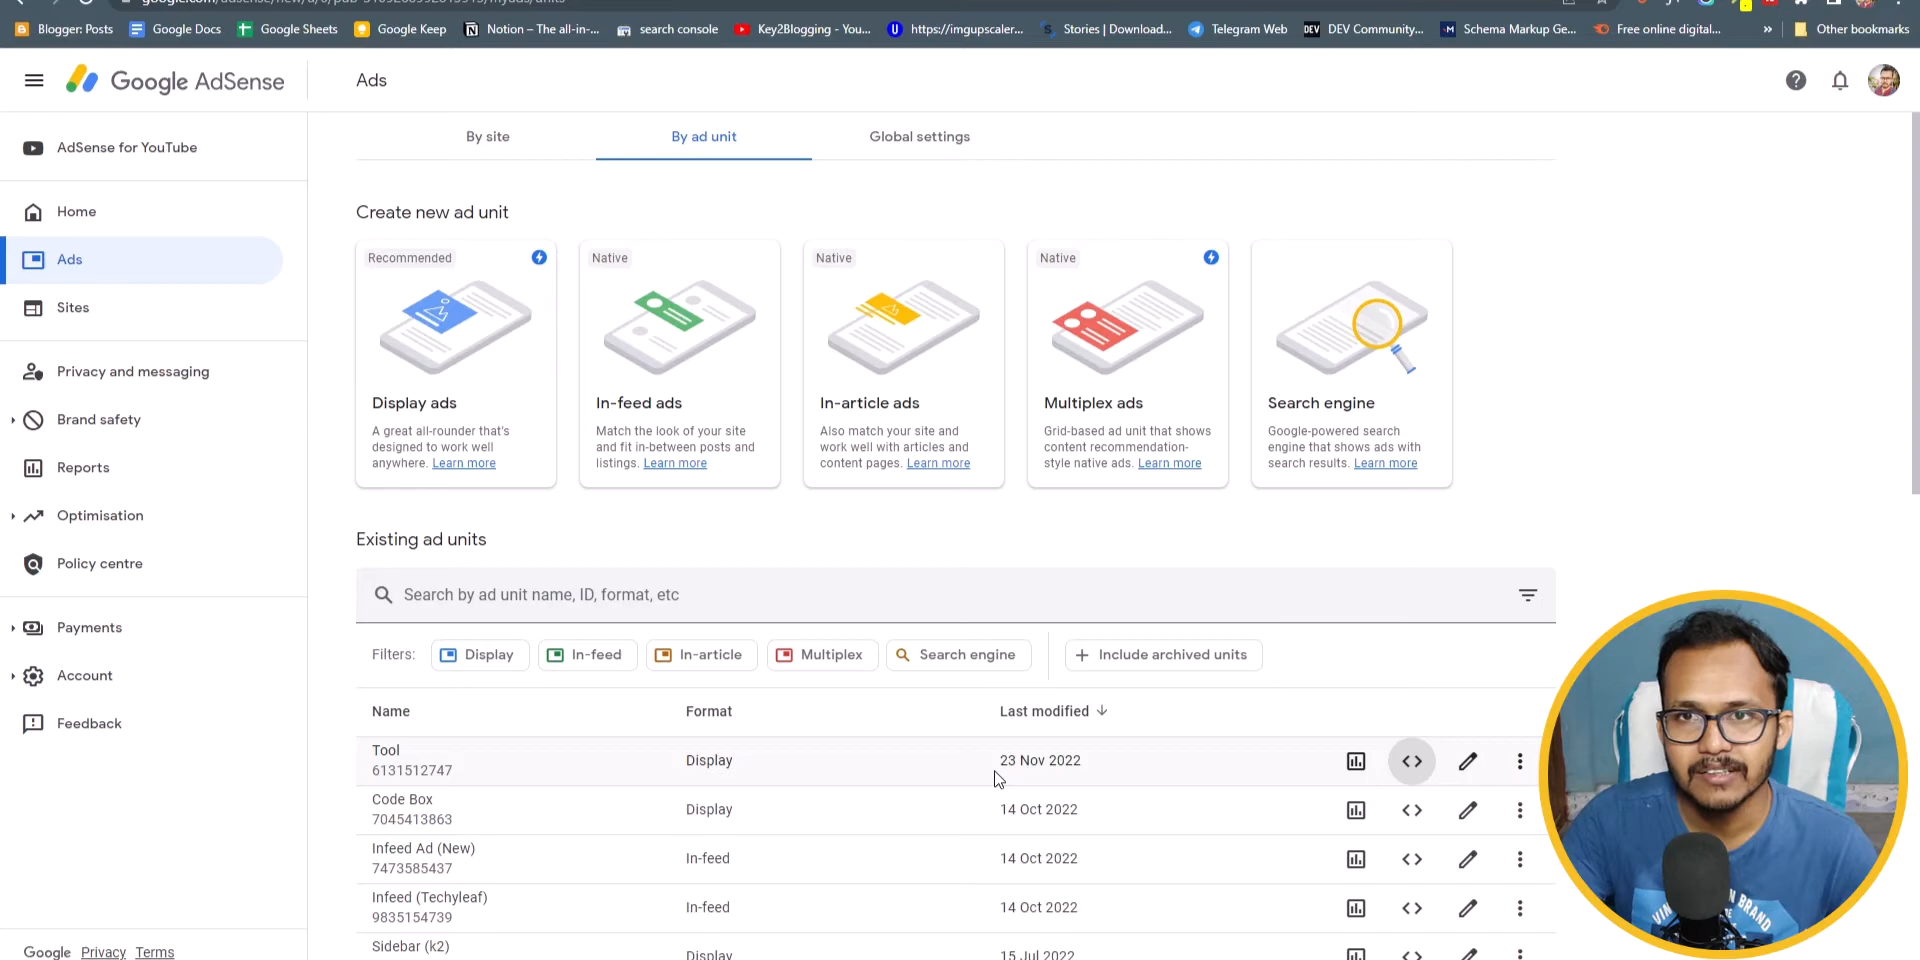 Blogger: Posts
Google Docs
Google Sheets
Google Keep
Notion – The all-in-...
search console
Key2Blogging - You...
https://imgupscaler...
Stories | Download...
Telegram Web
DEV Community...
Schema Markup Ge...
Free online digital...
»
Other bookmarks
Google AdSense
Ads
AdSense for YouTube
Home
Ads
Sites
Privacy and messaging
Brand safety
Reports
Optimisation
Policy centre
Payments
Account
Feedback
Google Privacy Terms
By site
By ad unit
Global settings
Create new ad unit
Recommended
Display ads
A great all-rounder that's
designed to work well
anywhere. Learn more
Native
In-feed ads
Match the look of your site
and fit in-between posts and
listings. Learn more
Native
In-article ads
Also match your site and
work well with articles and
content pages. Learn more
Native
Multiplex ads
Grid-based ad unit that shows
content recommendation-
style native ads. Learn more
Search engine
Google-powered search
engine that shows ads with
search results. Learn more
Existing ad units
Search by ad unit name, ID, format, etc
Filters:
Display
In-feed
In-article
Multiplex
Search engine
Include archived units
Name
Format
Last modified
Tool
6131512747
Display
23 Nov 2022
Code Box
7045413863
Display
14 Oct 2022
Infeed Ad (New)
7473585437
In-feed
14 Oct 2022
Infeed (Techyleaf)
9835154739
In-feed
14 Oct 2022
Sidebar (k2)
Display
15 Jul 2022
BRAND